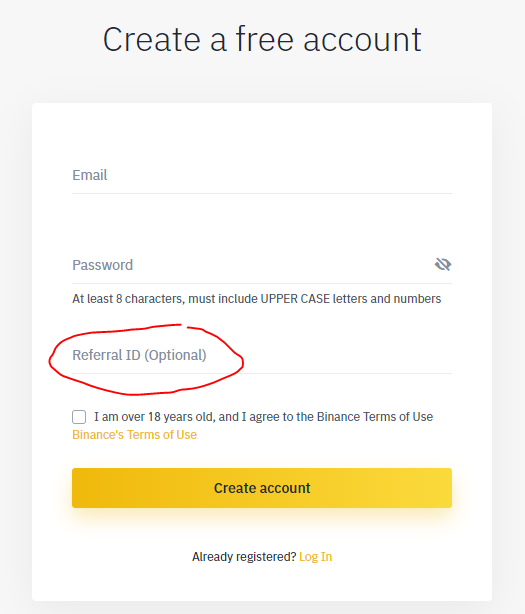 Create a free account
Email
Password
At least 8 characters, must include UPPER CASE letters and numbers
Referral ID (Optional)
I am over 18 years old, and I agree to the Binance Terms of Use
Binance's Terms of Use
Create account
Already registered? Log In